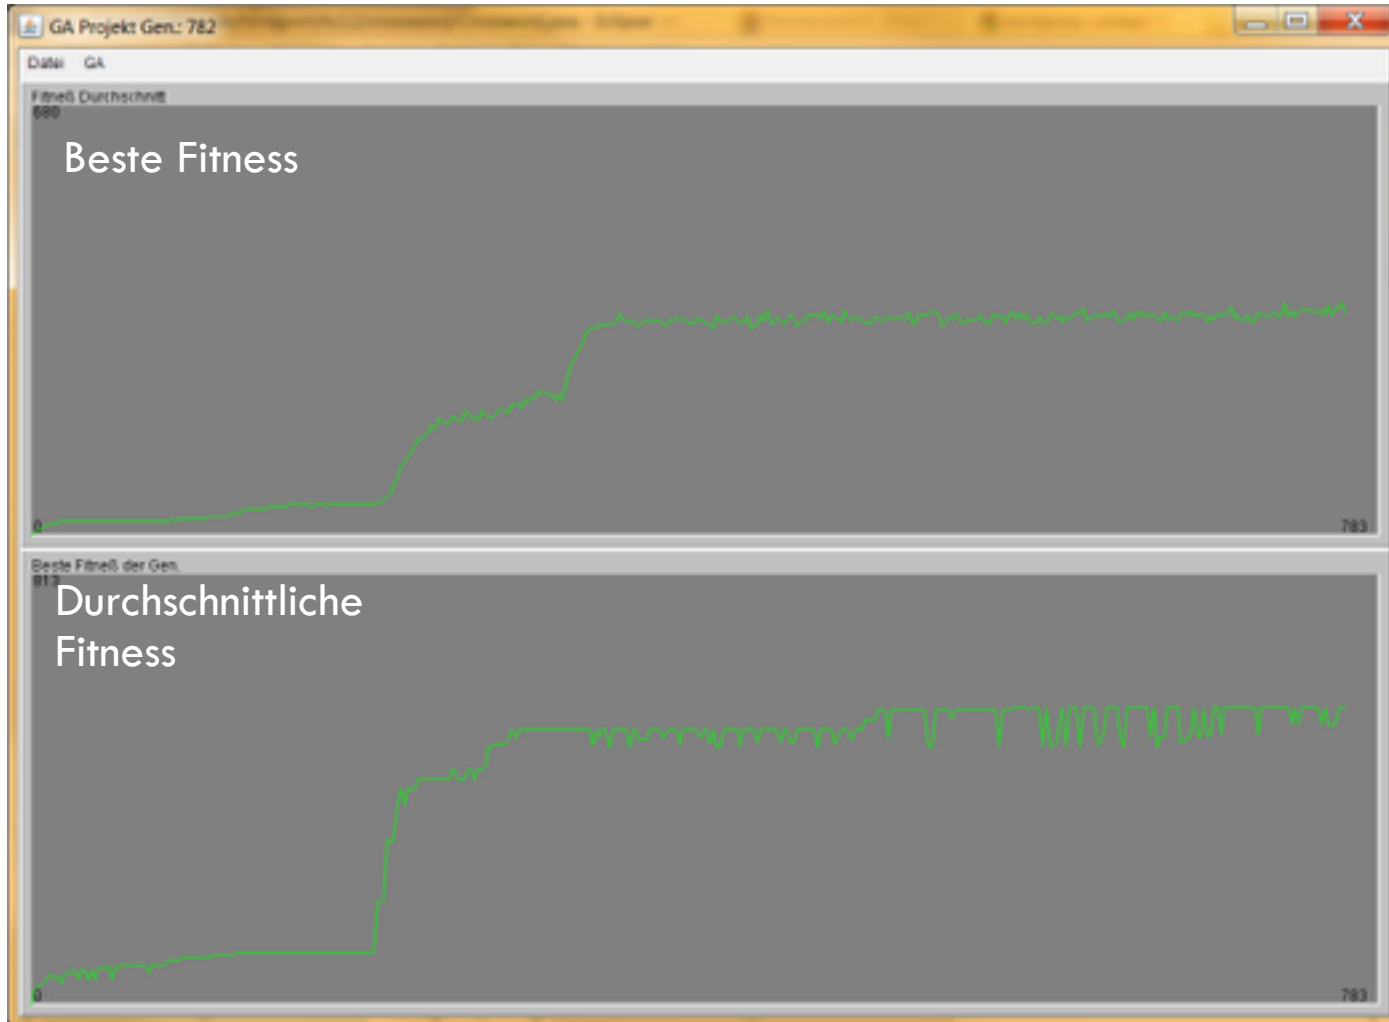 GA Projekt Gen.: 782
Datei GA
Fitneß Durchschnitt
680
Beste Fitness
0
783
Beste Fitneß der Gen.
813
Durchschnittliche
Fitness
0
783